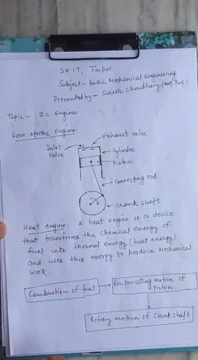 SKIT, Jaipur
Subject- Basic Mechanical Engineering
Presented by- Suresh Choudhary
Topic:- IC Engines
Four stroke Engine
Exhaust Valve
Inlet
Valve
Cylinder
Piston
Connecting rod
Crank Shaft
Heat Engine: A heat engine is a device
that transforms the Chemical Energy of
fuel into thermal energy (heat energy)
and uses this energy to produce Mechanical
Work.
Combustion of fuel
Reciprocating motion of
Piston
Rotary motion of Crank Shaft